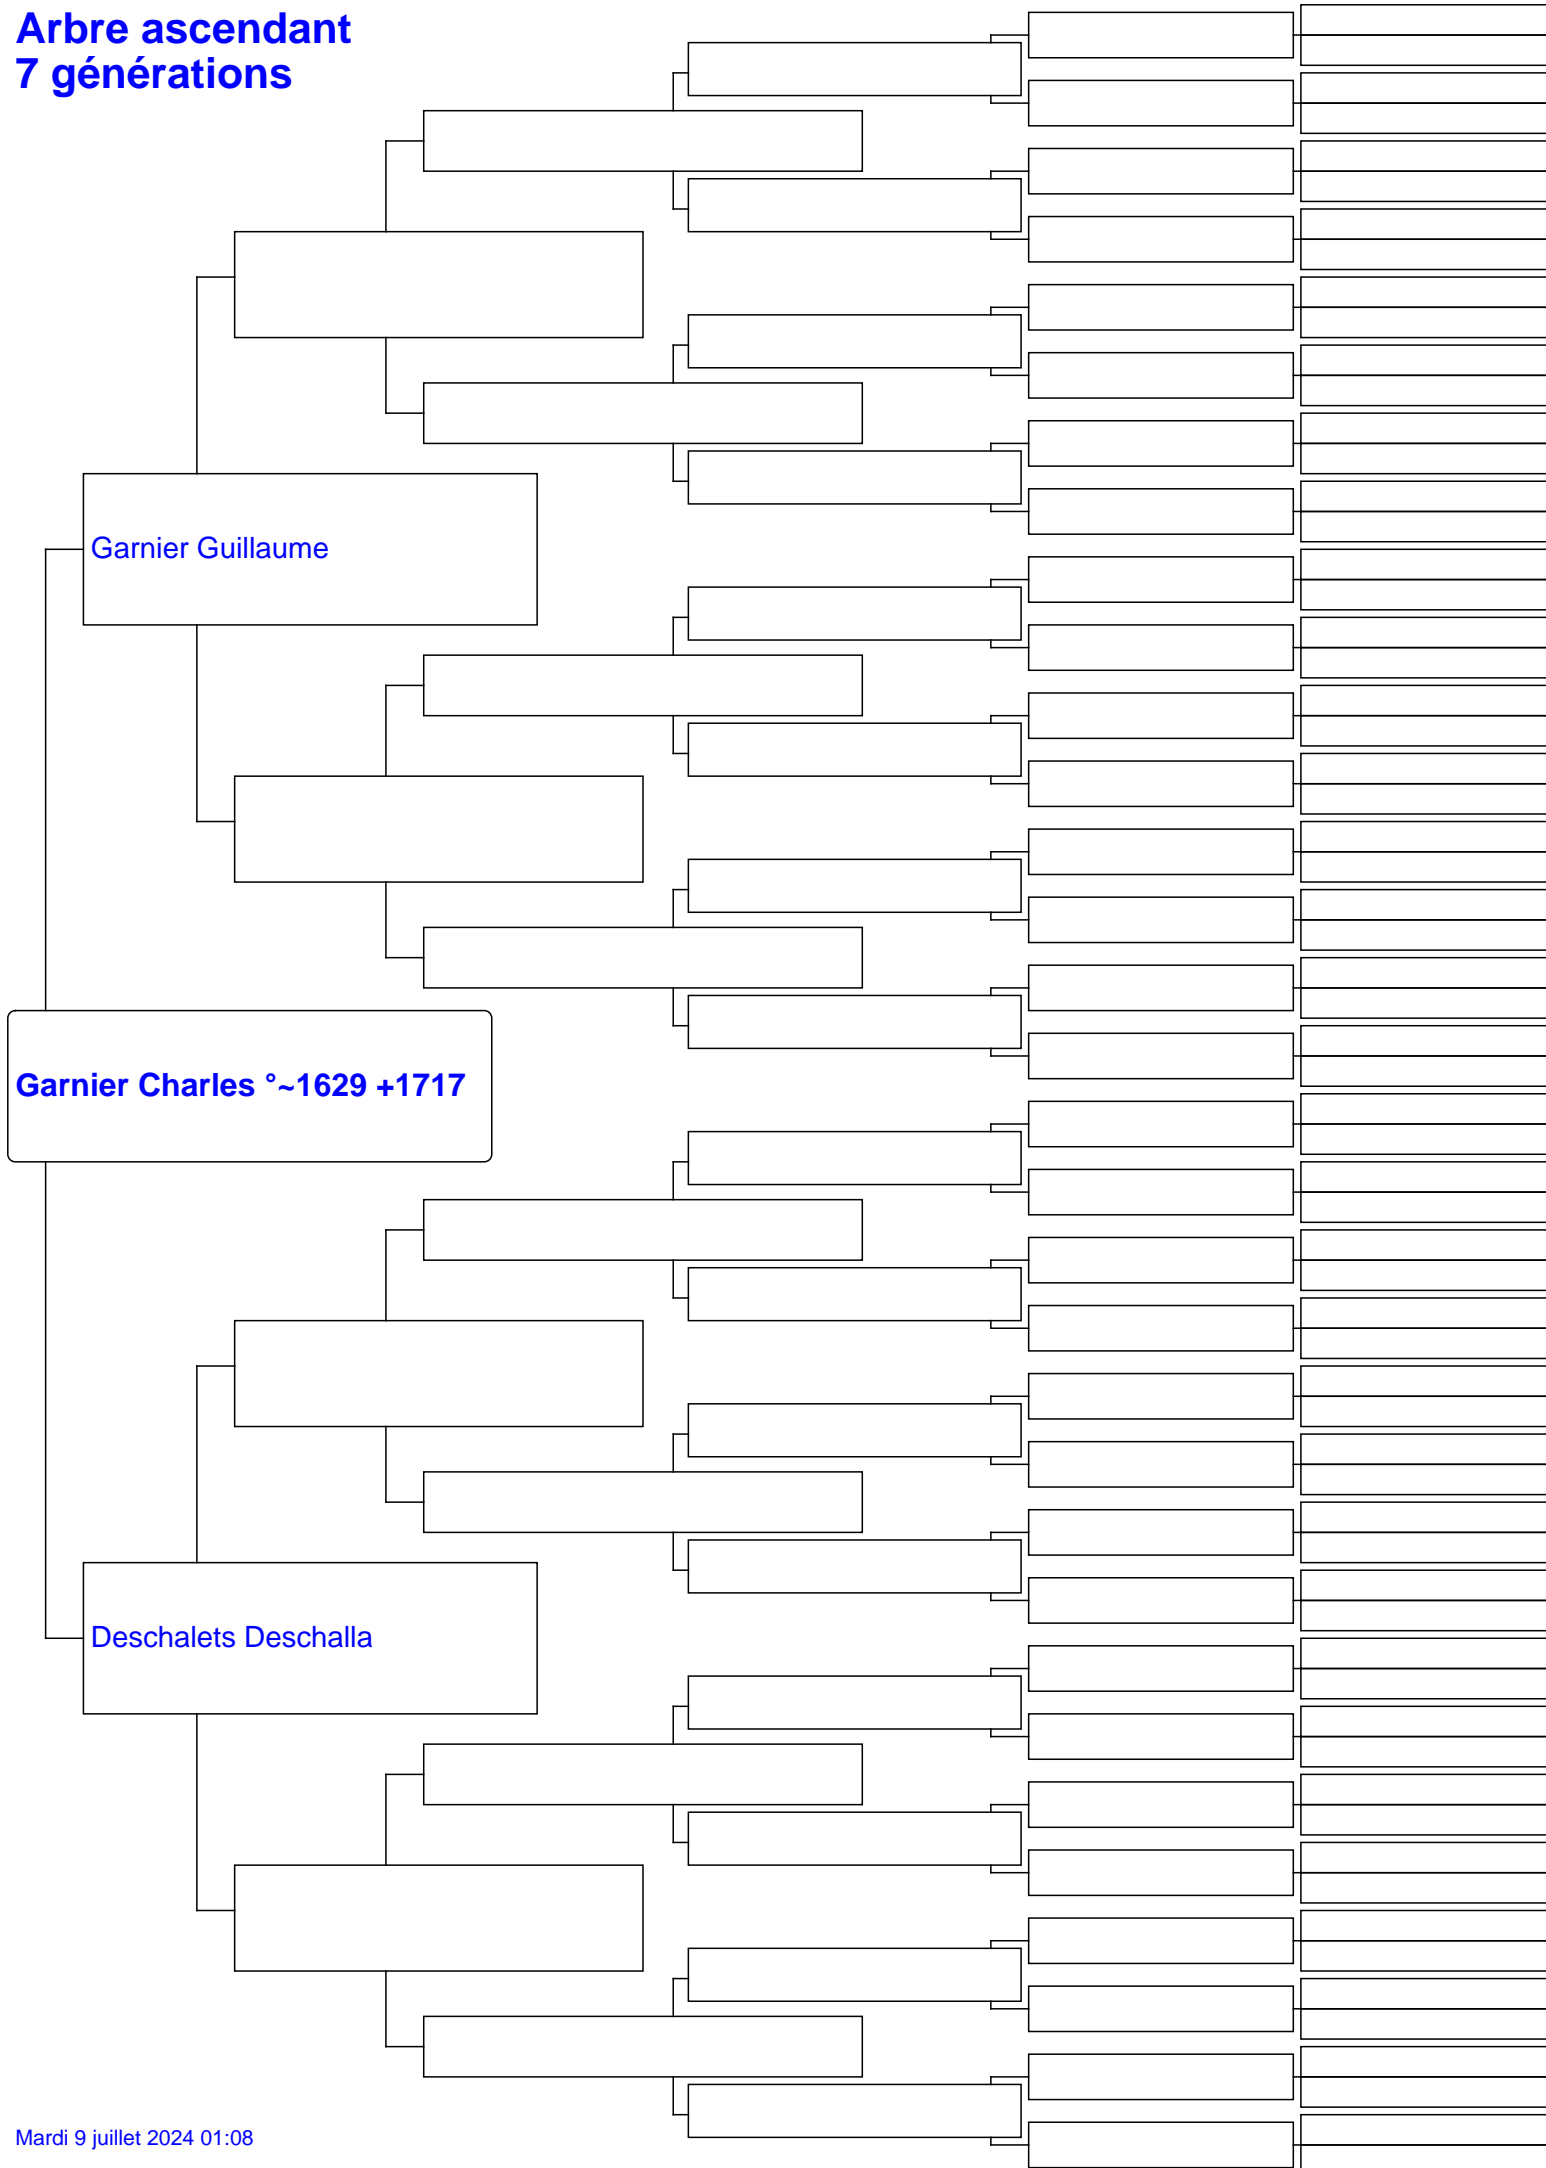 Arbre ascendant
7 générations
Garnier Guillaume
Garnier Charles °~1629 +1717
Deschalets Deschalla
Mardi 9 juillet 2024 01:08